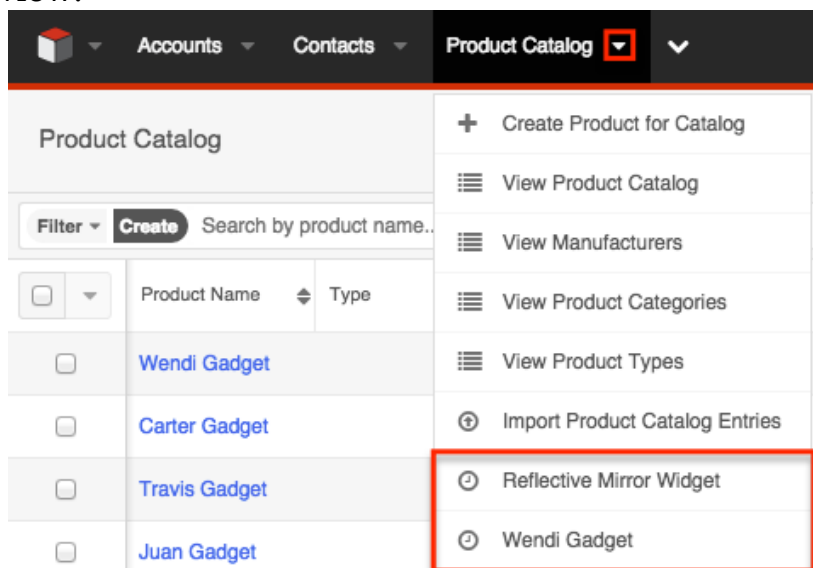 Accounts Contacts Product Catalog
Product Catalog
Create Product for Catalog
View Product Catalog
Filter Create Search by product name..
View Manufacturers
Product Name Type
View Product Categories
Wendi Gadget
View Product Types
Carter Gadget
Import Product Catalog Entries
Travis Gadget
Reflective Mirror Widget
Juan Gadget
Wendi Gadget